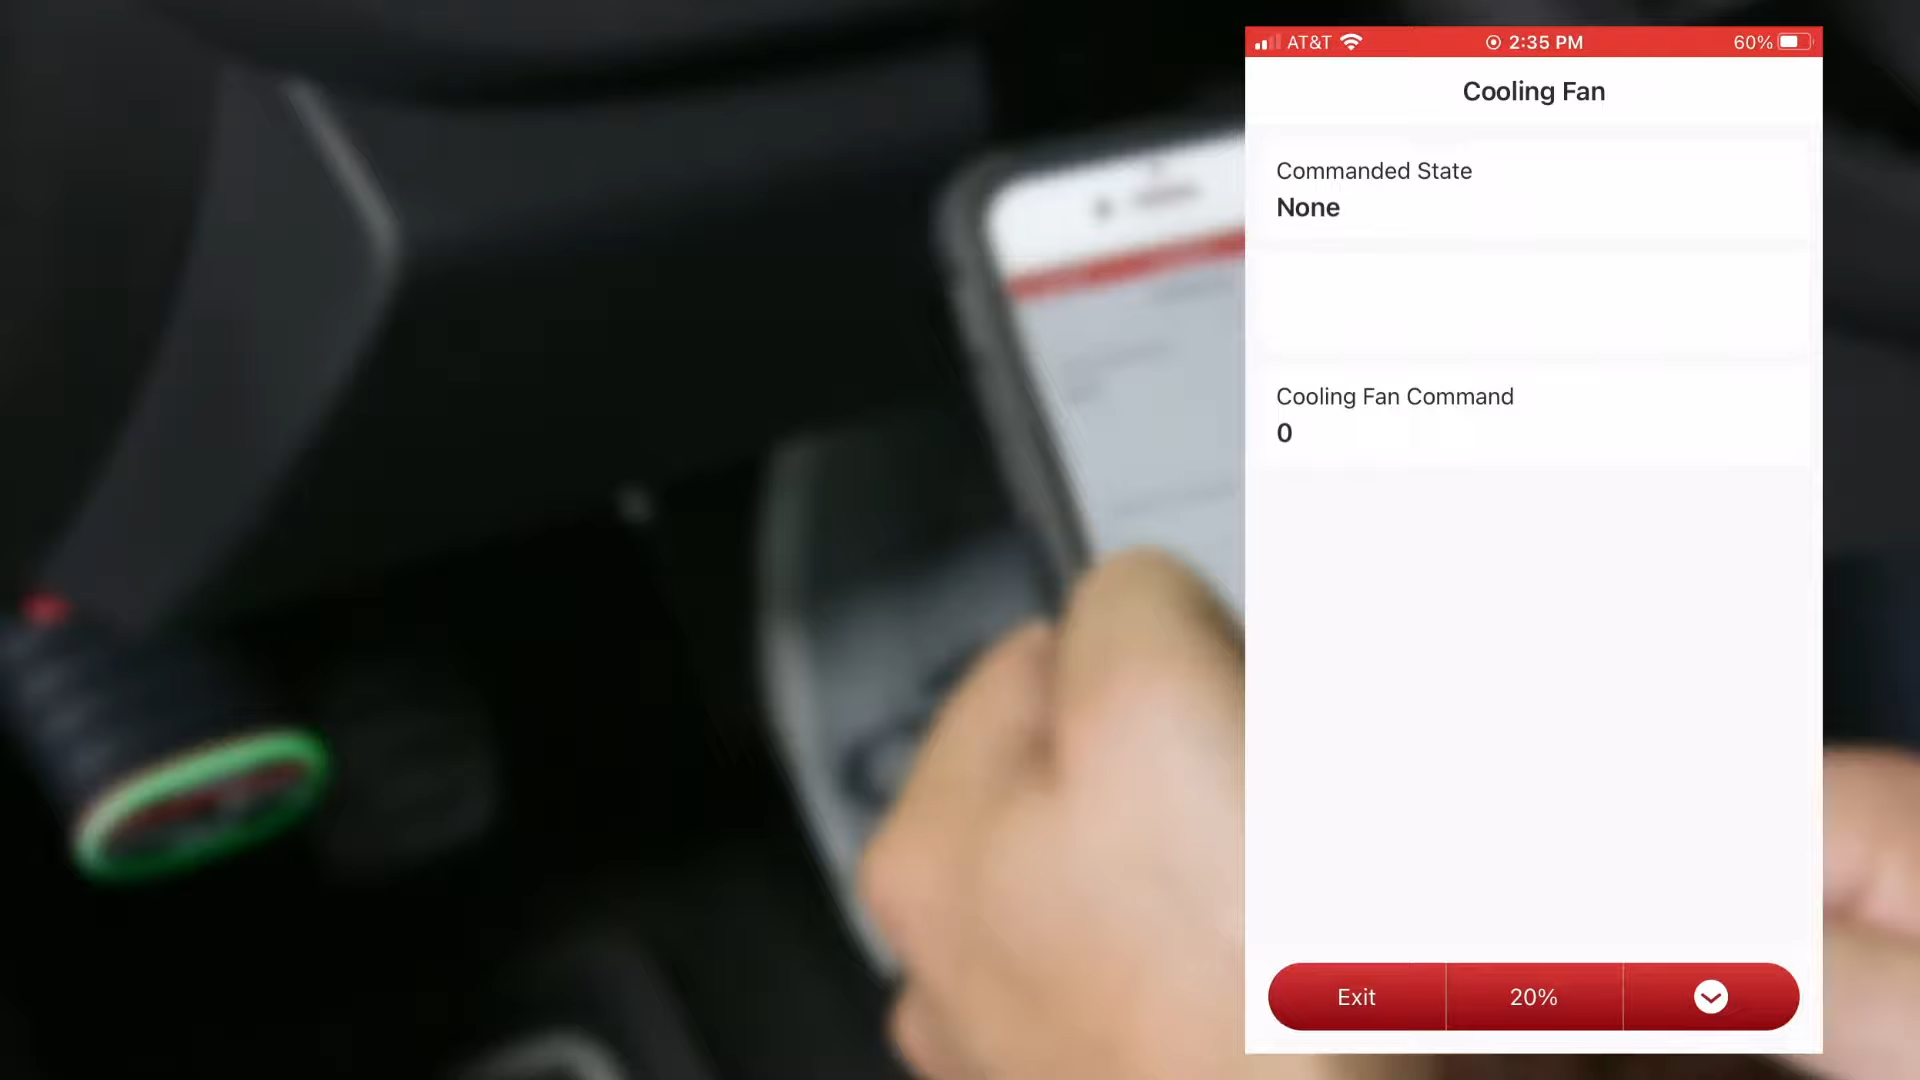 AT&T 2:35 PM 60%
Cooling Fan
Commanded State
None
Cooling Fan Command
0
Exit 20%